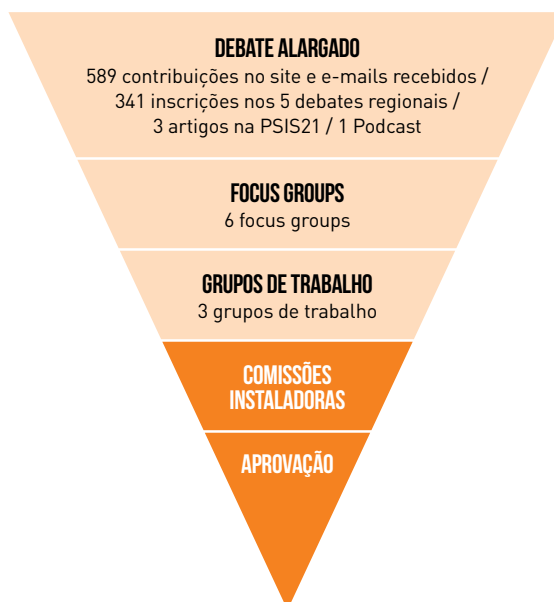 DEBATE ALARGADO
589 contribuições no site e e-mails recebidos /
341 inscrições nos 5 debates regionais /
3 artigos na PSIS21 / 1 Podcast
FOCUS GROUPS
6 focus groups
GRUPOS DE TRABALHO
3 grupos de trabalho
COMISSÕES
INSTALADORAS
APROVAÇÃO